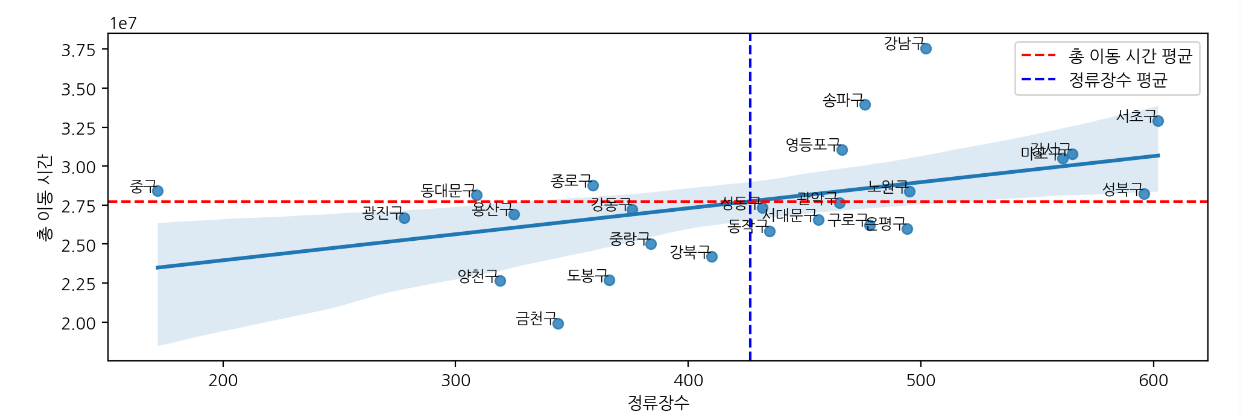 1e7
총 이동 시간
3.75
3.50
3.25
3.00
2.75
2.50
2.25
2.00
총 이동 시간 평균
정류장수 평균
강남구
송파구
서초구
영등포구
강서구
마포구
중구
동대문구
종로구
노원구
성북구
광진구
용산구
강동구
성동구
관악구
서대문구
구로구
은평구
동작구
중랑구
강북구
양천구
도봉구
금천구
200
300
400
500
600
정류장수